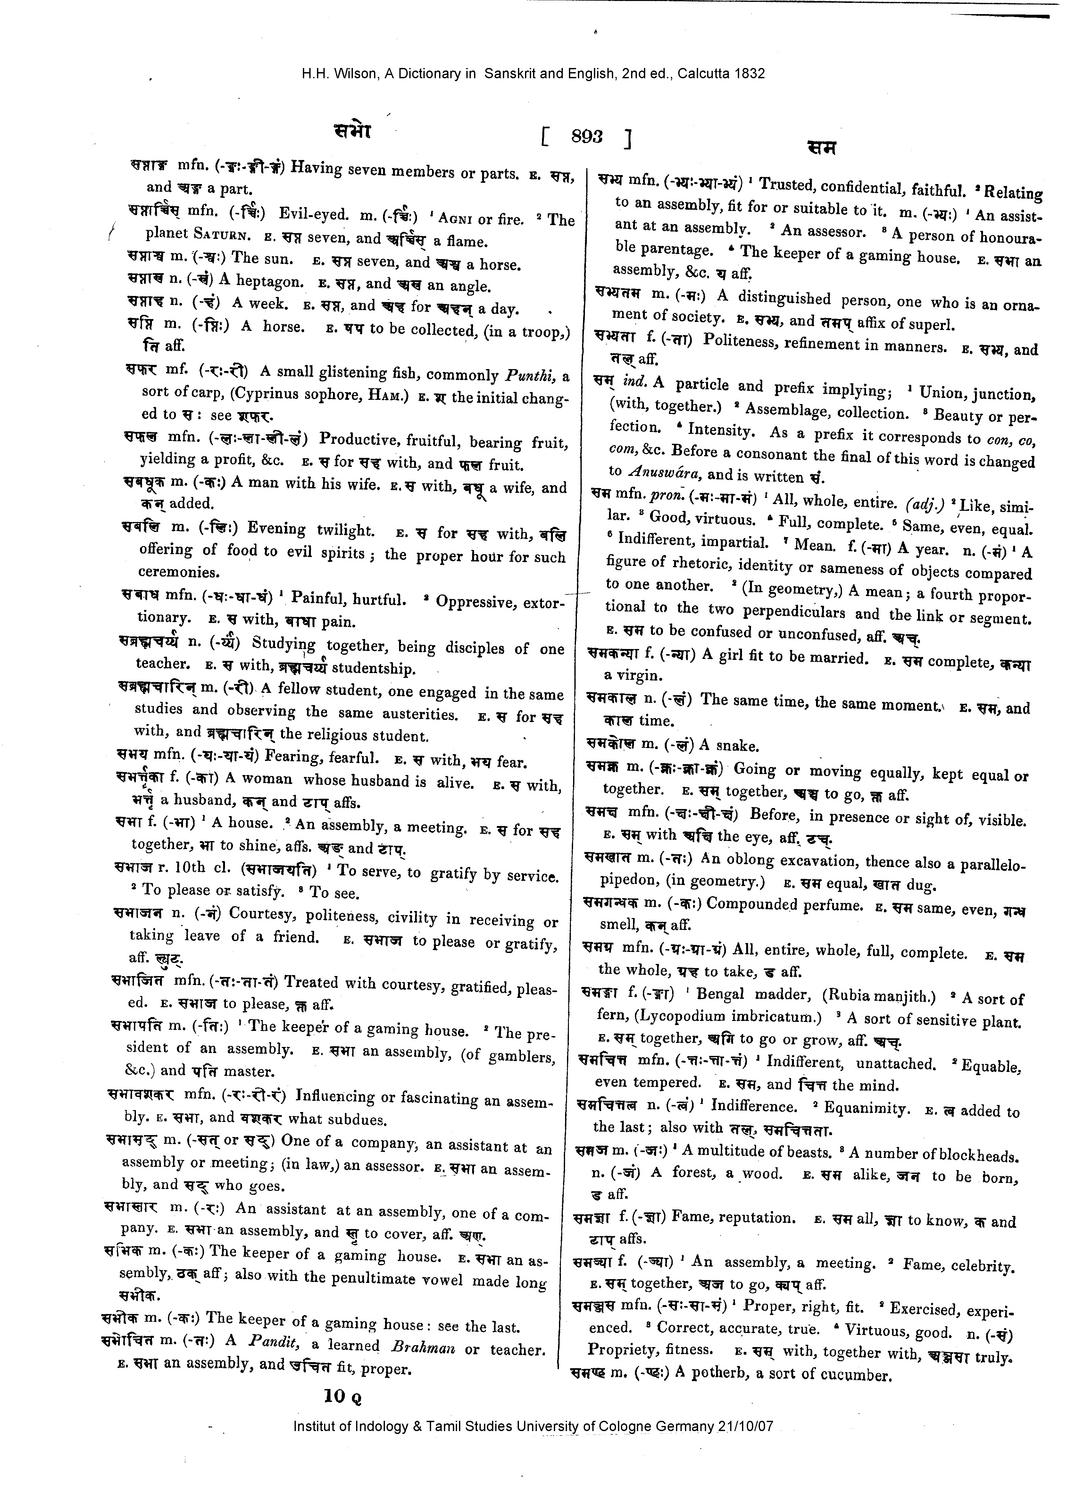 H.H. Wilson, A Dictionary in Sanskrit and English, 2nd ed., Calcutta 1832
सभो
[ 893 ]
सम
सप्ताङ्ग mfn. (-ङ्गः-ङ्गी-ङ्गं) Having seven members or parts. E. सप्त,
and अङ्ग a part.
सप्तार्चिस् mfn. (-र्चिः) Evil-eyed. m. (-र्चिः) ¹ AGNI or fire. ² The
planet SATURN. E. सप्त seven, and अर्चिस् a flame.
सप्ताश्व m. (-श्वः) The sun. E. सप्त seven, and अश्व a horse.
सप्तास्र n. (-स्रं) A heptagon. E. सप्त, and अस्र an angle.
सप्ताह n. (-हं) A week. E. सप्त, and अह for अहन् a day.
सप्ति m. (-प्तिः) A horse. E. षप to be collected, (in a troop,)
ति aff.
सफर mf. (-रः-री) A small glistening fish, commonly Punthi, a
sort of carp, (Cyprinus sophore, HAM.) E. श the initial chang-
ed to स : see शफर.
सफल mfn. (-लः-ला-ली-लं) Productive, fruitful, bearing fruit,
yielding a profit, &c. E. स for सह with, and फल fruit.
सबधूक m. (-कः) A man with his wife. E. स with, बधू a wife, and
कन् added.
सबलि m. (-लिः) Evening twilight. E. स for सह with, बलि
offering of food to evil spirits ; the proper hour for such
ceremonies.
सबाध mfn. (-धः-धा-धं) ¹ Painful, hurtful. ² Oppressive, extor-
tionary. E. स with, बाधा pain.
सब्रह्मचर्य्य n. (-र्य्यं) Studying together, being disciples of one
teacher. E. स with, ब्रह्मचर्य्य studentship.
सब्रह्मचारिन् m. (-री) A fellow student, one engaged in the same
studies and observing the same austerities. E. स for सह
with, and ब्रह्मचारिन् the religious student.
सभय mfn. (-यः-या-यं) Fearing, fearful. E. स with, भय fear.
सभर्त्तृका f. (-का) A woman whose husband is alive. E. स with,
भर्त्तृ a husband, कन् and टाप् affs.
सभा f. (-भा) ¹ A house. ² An assembly, a meeting. E. स for सह
together, भा to shine, affs. अङ् and टाप्.
सभाज r. 10th cl. (सभाजयति) ¹ To serve, to gratify by service.
² To please or satisfy. ³ To see.
सभाजन n. (-नं) Courtesy, politeness, civility in receiving or
taking leave of a friend. E. सभाज to please or gratify,
aff. ल्युट्.
सभाजित mfn. (-तः-ता-तं) Treated with courtesy, gratified, pleas-
ed. E. सभाज to please, क्त aff.
सभापति m. (-तिः) ¹ The keeper of a gaming house. ² The pre-
sident of an assembly. E. सभा an assembly, (of gamblers,
&c.) and पति master.
सभावशकर mfn. (-रः-री-रं) Influencing or fascinating an assem-
bly. E. सभा, and वशकर what subdues.
सभासद् m. (-सत् or सद्) One of a company, an assistant at an
assembly or meeting; (in law,) an assessor. E. सभा an assem-
bly, and सद् who goes.
सभास्तार m. (-रः) An assistant at an assembly, one of a com-
pany. E. सभा an assembly, and स्तृ to cover, aff. अण्.
सभिक m. (-कः) The keeper of a gaming house. E. सभा an as-
sembly, ठक् aff; also with the penultimate vowel made long
सभीक.
सभीक m. (-कः) The keeper of a gaming house : see the last.
सभोचित m. (-तः) A Pandit, a learned Brahman or teacher.
E. सभा an assembly, and उचित fit, proper.
सभ्य mfn. (-भ्यः-भ्या-भ्यं) ¹ Trusted, confidential, faithful. ² Relating
to an assembly, fit for or suitable to it. m. (-भ्यः) ¹ An assist-
ant at an assembly. ² An assessor. ³ A person of honoura-
ble parentage. ⁴ The keeper of a gaming house. E. सभा an
assembly, &c. य aff.
सभ्यतम m. (-मः) A distinguished person, one who is an orna-
ment of society. E. सभ्य, and तमप् affix of superl.
सभ्यता f. (-ता) Politeness, refinement in manners. E. सभ्य, and
तल् aff.
सम् ind. A particle and prefix implying; ¹ Union, junction,
(with, together.) ² Assemblage, collection. ³ Beauty or per-
fection. ⁴ Intensity. As a prefix it corresponds to con, co,
com, &c. Before a consonant the final of this word is changed
to Anuswára, and is written सं.
सम mfn. pron. (-मः-मा-मं) ¹ All, whole, entire. (adj.) ² Like, simi-
lar. ³ Good, virtuous. ⁴ Full, complete. ⁵ Same, even, equal.
⁶ Indifferent, impartial. ⁷ Mean. f. (-मा) A year. n. (-मं) ¹ A
figure of rhetoric, identity or sameness of objects compared
to one another. ² (In geometry,) A mean; a fourth propor-
tional to the two perpendiculars and the link or segment.
E. सम to be confused or unconfused, aff. अच्.
समकन्या f. (-न्या) A girl fit to be married. E. सम complete, कन्या
a virgin.
समकाल n. (-लं) The same time, the same moment. E. सम, and
काल time.
समकोल m. (-लं) A snake.
समक्न m. (-क्नः-क्ना-क्नं) Going or moving equally, kept equal or
together. E. सम् together, अञ्च to go, क्त aff.
समक्ष mfn. (-क्षः-क्षी-क्षं) Before, in presence or sight of, visible.
E. सम् with अक्षि the eye, aff. टच्.
समखात m. (-तः) An oblong excavation, thence also a parallelo-
pipedon, (in geometry.) E. सम equal, खात dug.
समगन्धक m. (-कः) Compounded perfume. E. सम same, even, गन्ध
smell, कन् aff.
समग्र mfn. (-ग्रः-ग्रा-ग्रं) All, entire, whole, full, complete. E. सम
the whole, ग्रह to take, ड aff.
समङ्गा f. (-ङ्गा) ¹ Bengal madder, (Rubia manjith.) ² A sort of
fern, (Lycopodium imbricatum.) ³ A sort of sensitive plant.
E. सम् together, अगि to go or grow, aff. अच्.
समचित्त mfn. (-त्तः-त्ता-त्तं) ¹ Indifferent, unattached. ² Equable,
even tempered. E. सम, and चित्त the mind.
समचित्तत्व n. (-त्वं) ¹ Indifference. ² Equanimity. E. त्व added to
the last; also with तल्, समचित्तता.
समज m. (-जः) ¹ A multitude of beasts. ² A number of blockheads.
n. (-जं) A forest, a wood. E. सम alike, जन to be born,
ड aff.
समज्ञा f. (-ज्ञा) Fame, reputation. E. सम all, ज्ञा to know, क and
टाप् affs.
समज्या f. (-ज्या) ¹ An assembly, a meeting. ² Fame, celebrity.
E. सम् together, अज to go, क्यप् aff.
समञ्जस mfn. (-सः-सा-सं) ¹ Proper, right, fit. ² Exercised, experi-
enced. ³ Correct, accurate, true. ⁴ Virtuous, good. n. (-सं)
Propriety, fitness. E. सम् with, together with, अञ्जसा truly.
समण्ठ m. (-ण्ठः) A potherb, a sort of cucumber.
10 Q
Institut of Indology & Tamil Studies University of Cologne Germany 21/10/07